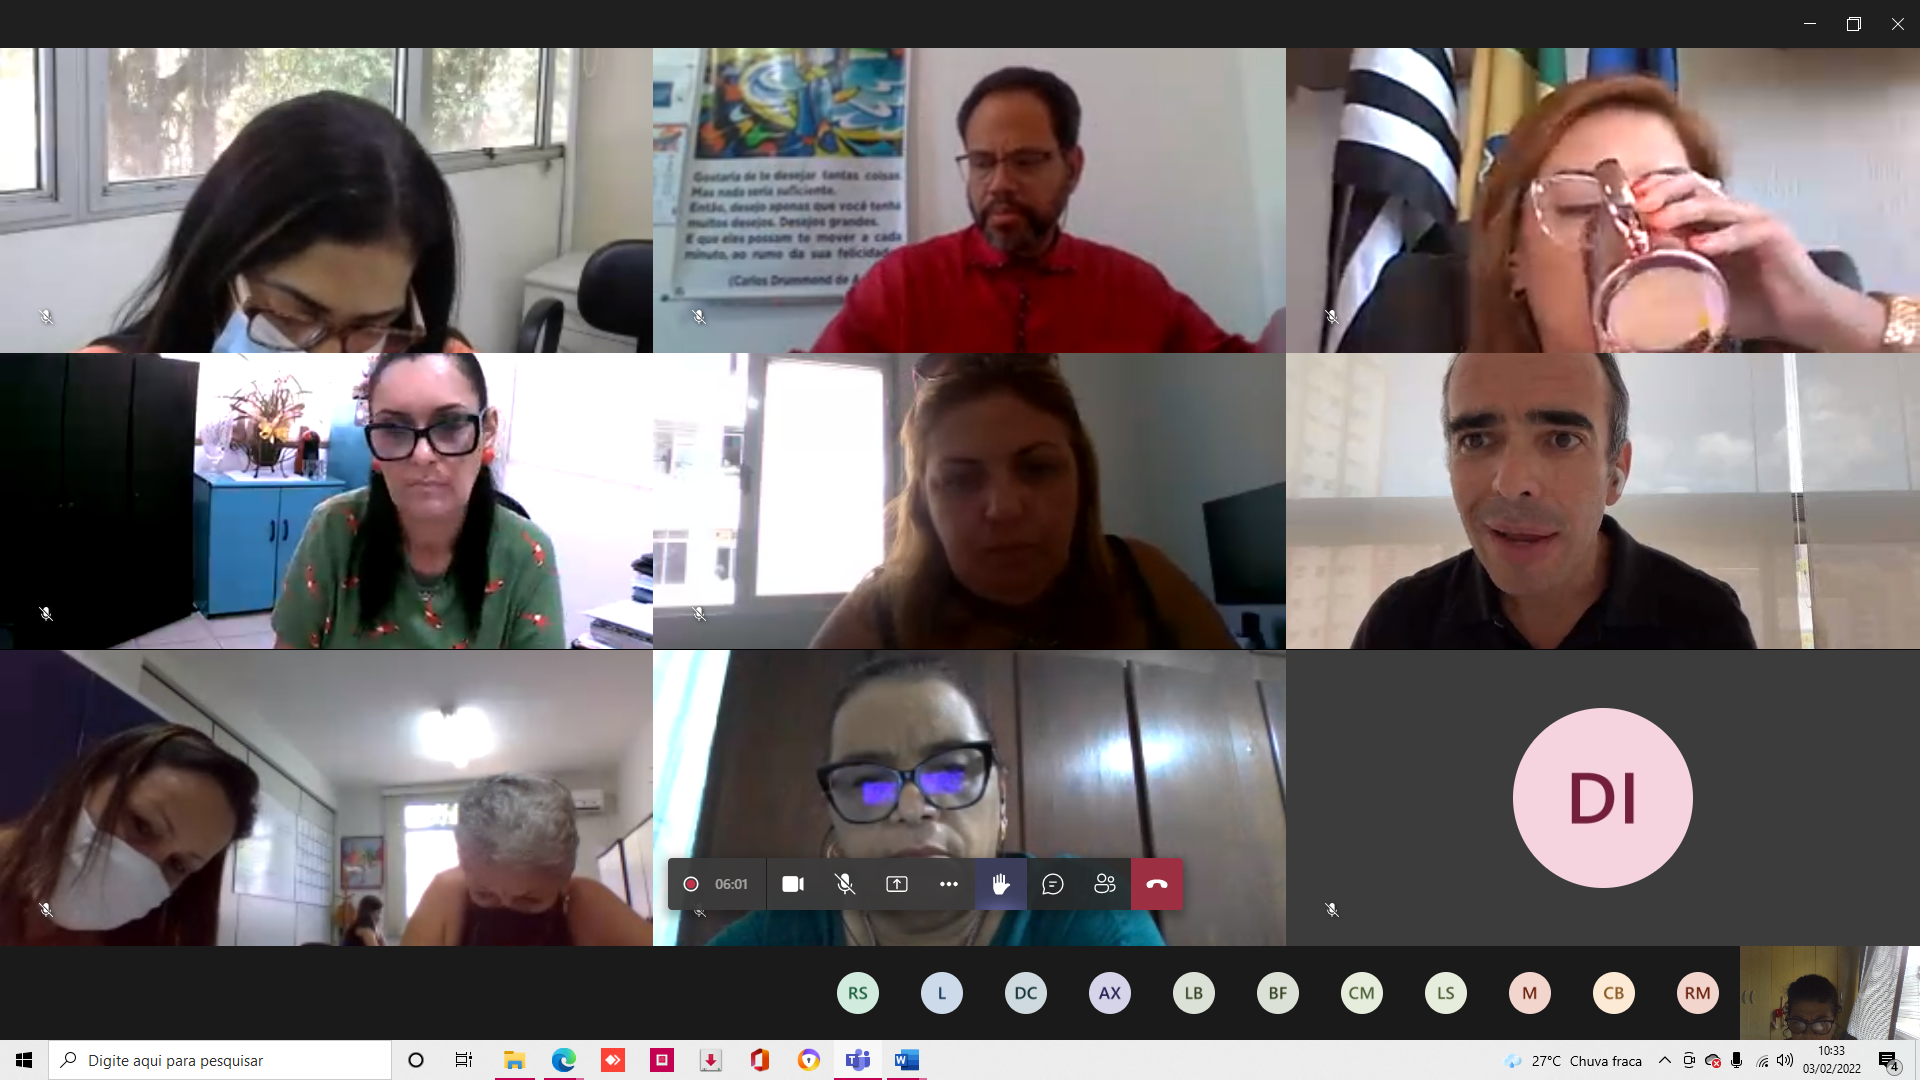 Gostaria de te desejar tantas coisas
Mas nada seria suficiente.
Então, desejo apenas que você tenha
muitos desejos. Desejos grandes.
E que eles possam te mover a cada
minuto, ao rumo da sua felicidade
(Carlos Drummond de A
DI
06:01
RS L DC AX LB BF CM LS M CB RM
Digite aqui para pesquisar
27°C Chuva fraca
10:33
03/02/2022
4